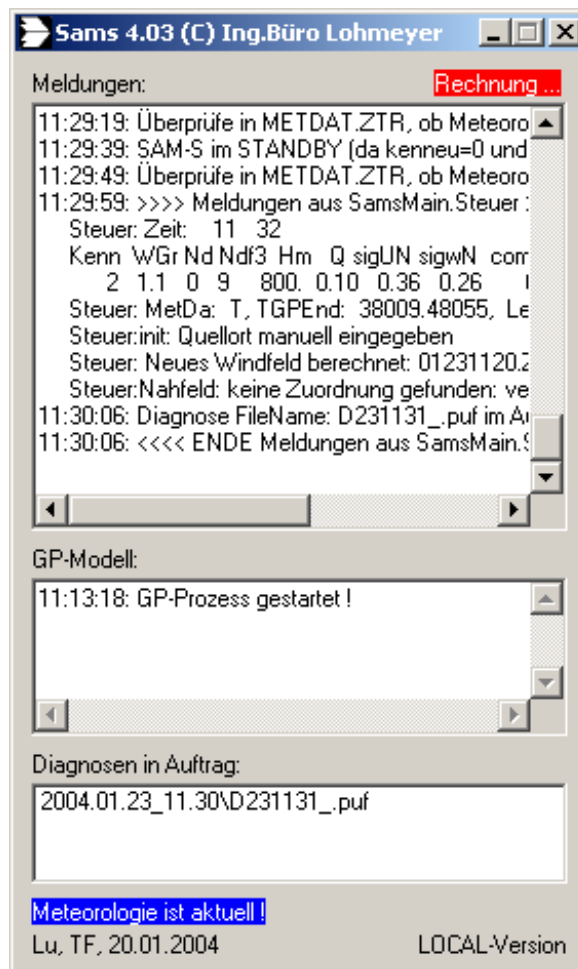 Sams 4.03 (C) Ing.Büro Lohmeyer
Meldungen:
Rechnung ...
11:29:19: Überprüfe in METDAT.ZTR, ob Meteoro
11:29:39: SAM-S im STANDBY (da kenneu=0 und
11:29:49: Überprüfe in METDAT.ZTR, ob Meteoro
11:29:59: >>>> Meldungen aus SamsMain.Steuer :
Steuer: Zeit: 11 32
Kenn WGr Nd Ndf3 Hm Q sigUN sigwN com
2 1.1 0 9 800. 0.10 0.36 0.26
Steuer: MetDa: T, TGPEnd: 38009.48055, Le
Steuer:init: Quellort manuell eingegeben
Steuer: Neues Windfeld berechnet: 01231120.Z
Steuer:Nahfeld: keine Zuordnung gefunden: ve
11:30:06: Diagnose FileName: D231131_.puf im Au
11:30:06: <<<< ENDE Meldungen aus SamsMain.S
GP-Modell:
11:13:18: GP-Prozess gestartet !
Diagnosen in Auftrag:
2004.01.23_11.30\D231131_.puf
Meteorologie ist aktuell !
Lu, TF, 20.01.2004
LOCAL-Version